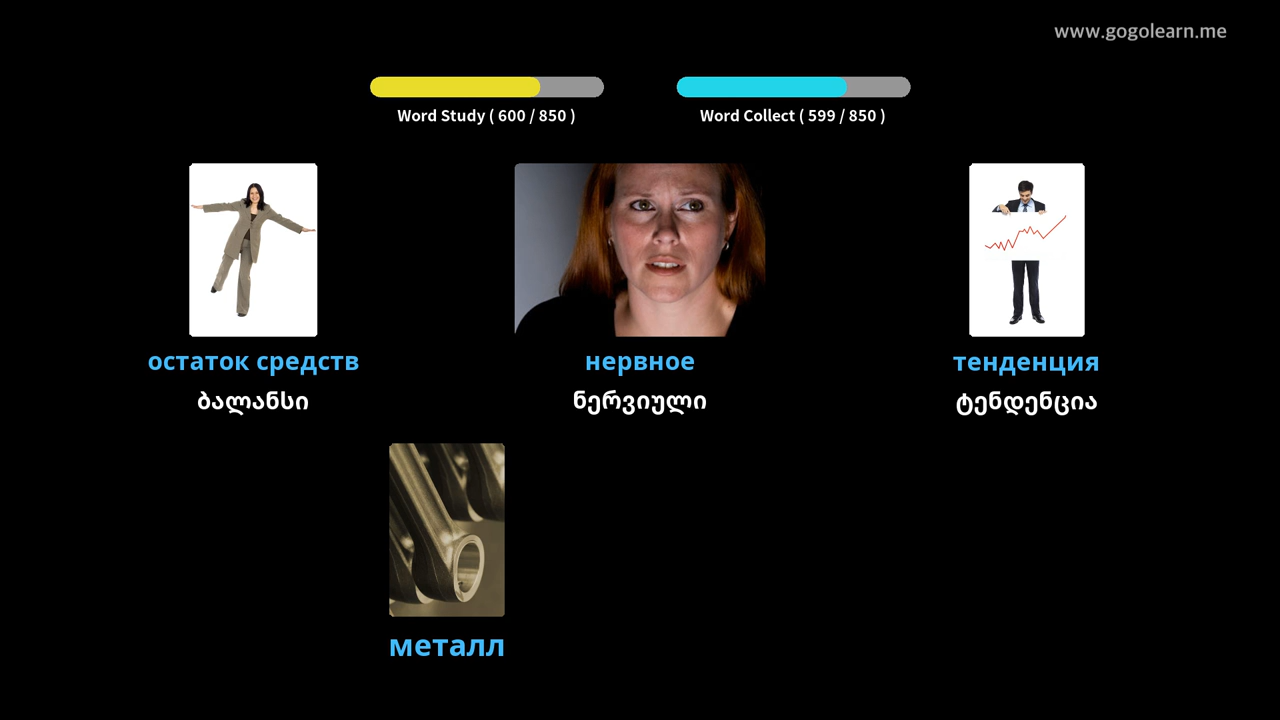 www.gogolearn.me
Word Study ( 600 / 850 )
Word Collect ( 599 / 850 )
остаток средств
ბალანსი
нервное
ნერვიული
тенденция
ტენდენცია
металл